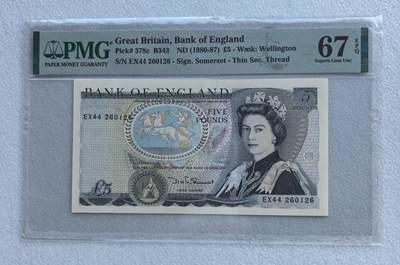 PMG
PAPER MONEY GUARANTY
Great Britain, Bank of England
Pick# 378c B343 ND (1980-87) £5 - Wmk: Wellington
S/N EX44 260126 - Sign. Somerset - Thin Sec. Thread
67 EPQ
Superb Gem Unc
BANK OF ENGLAND
EX44 260126
FIVE
POUNDS
5
POUNDS
£5
EX44 260126